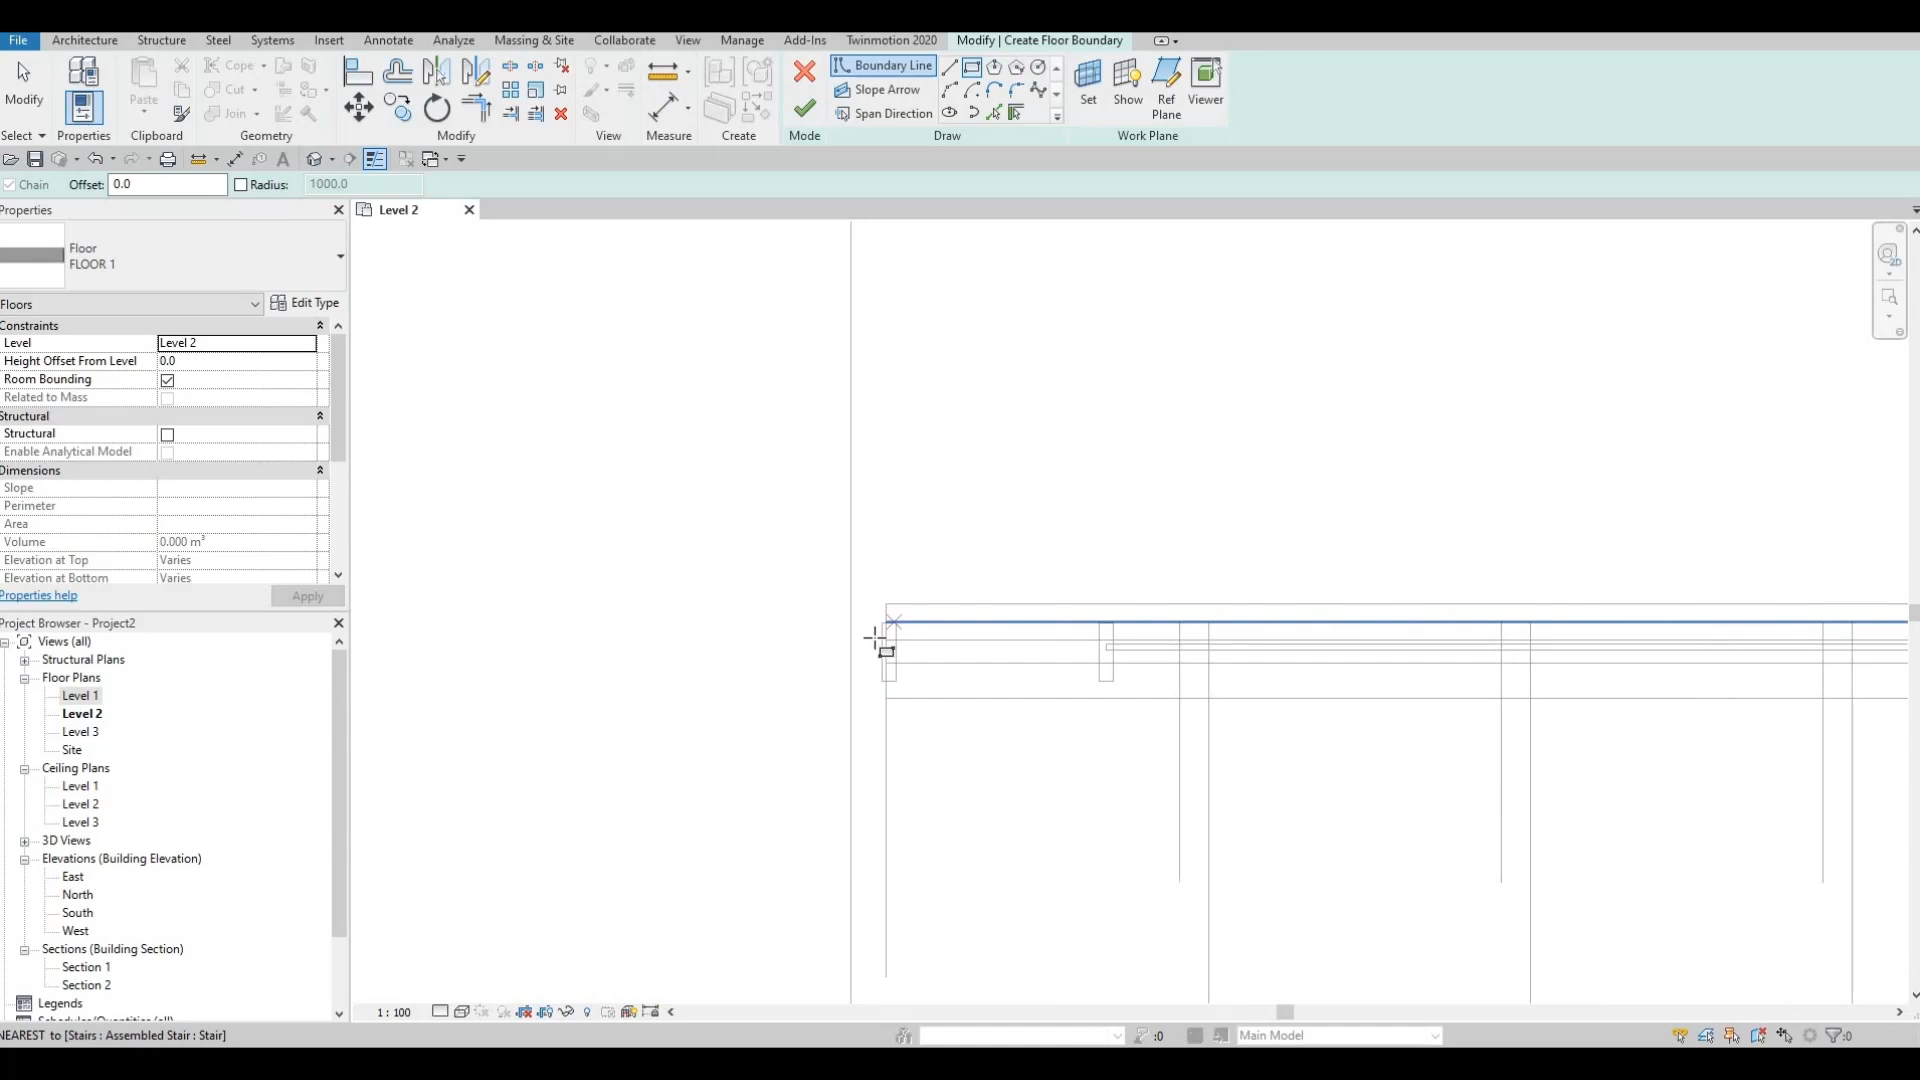 File Architecture Structure Steel Systems Insert Annotate Analyze Massing & Site Collaborate View Manage Add-Ins Twinmotion 2020 Modify | Create Floor Boundary
Cope
Boundary Line
Modify
Paste
Cut
Slope Arrow
Set Show Ref Plane Viewer
Join
Span Direction
Select Properties Clipboard Geometry Modify View Measure Create Mode Draw Work Plane
Chain Offset: 0.0 Radius: 1000.0
Properties
Level 2
Floor
FLOOR 1
Floors Edit Type
Constraints
Level Level 2
Height Offset From Level 0.0
Room Bounding
Related to Mass
Structural
Structural
Enable Analytical Model
Dimensions
Slope
Perimeter
Area
Volume 0.000 m³
Elevation at Top Varies
Elevation at Bottom Varies
Properties help Apply
Project Browser - Project2
Views (all)
Structural Plans
Floor Plans
Level 1
Level 2
Level 3
Site
Ceiling Plans
Level 1
Level 2
Level 3
3D Views
Elevations (Building Elevation)
East
North
South
West
Sections (Building Section)
Section 1
Section 2
Legends
1 : 100
NEAREST to [Stairs : Assembled Stair : Stair]
:0
Main Model
:0